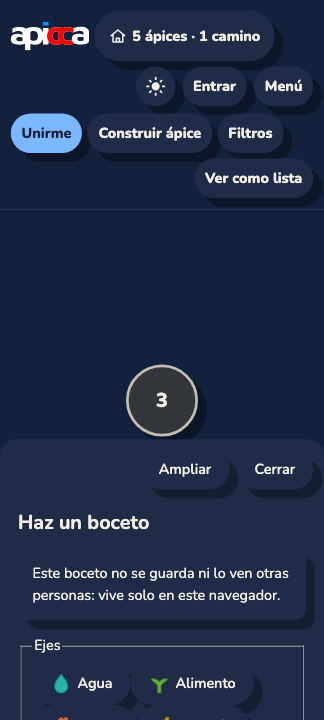 apicca
5 ápices · 1 camino
Entrar
Menú
Unirme
Construir ápice
Filtros
Ver como lista
3
Ampliar
Cerrar
Haz un boceto
Este boceto no se guarda ni lo ven otras
personas: vive solo en este navegador.
Ejes
Agua
Alimento